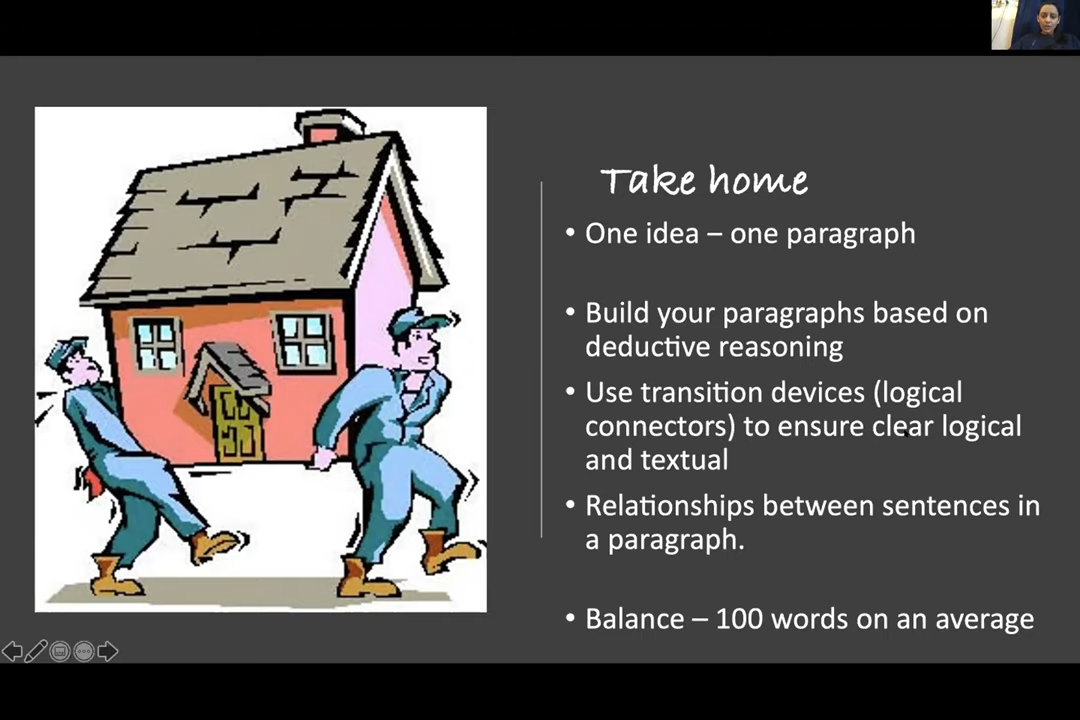 Take home
• One idea – one paragraph
• Build your paragraphs based on
deductive reasoning
• Use transition devices (logical
connectors) to ensure clear logical
and textual
• Relationships between sentences in
a paragraph.
• Balance – 100 words on an average